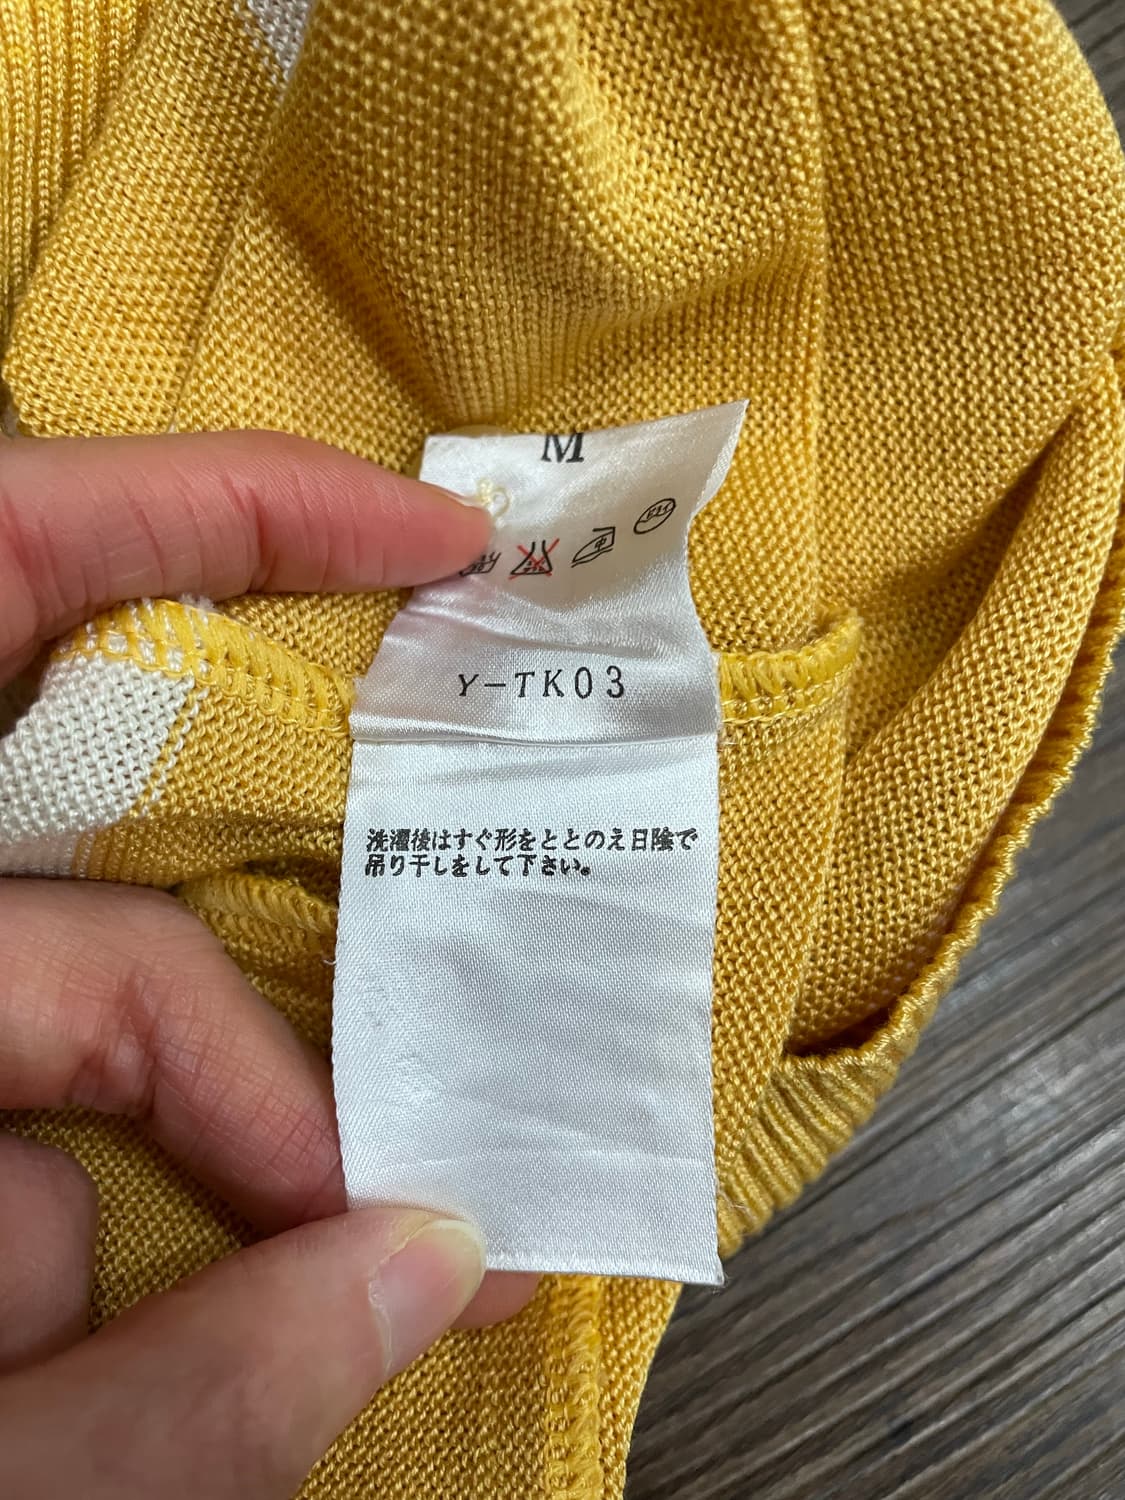 M
中
Y-TK03
洗濯後はすぐ形をととのえ日陰で
吊り干しをして下さい。